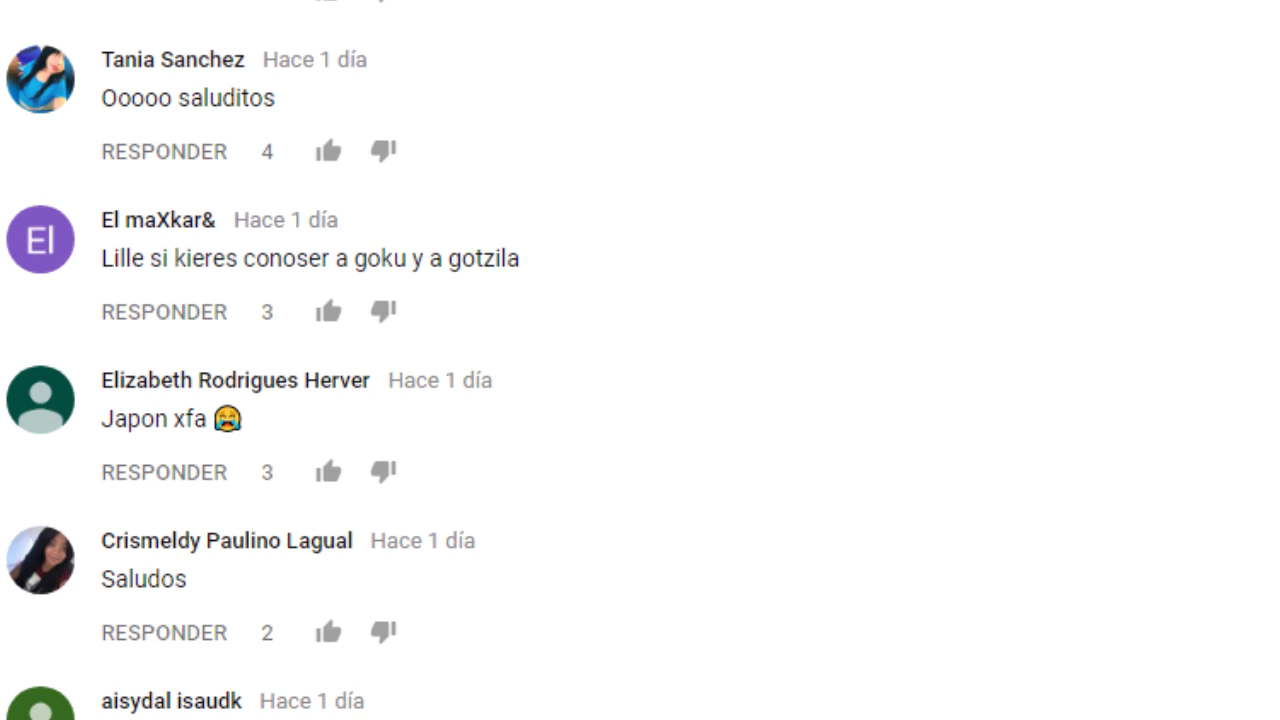 Tania Sanchez Hace 1 día
Ooooo saluditos
RESPONDER 4
El
El maXkar& Hace 1 día
Lille si kieres conoser a goku y a gotzila
RESPONDER 3
Elizabeth Rodrigues Herver Hace 1 día
Japon xfa 😭
RESPONDER 3
Crismeldy Paulino Lagual Hace 1 día
Saludos
RESPONDER 2
aisydal isaudk Hace 1 día